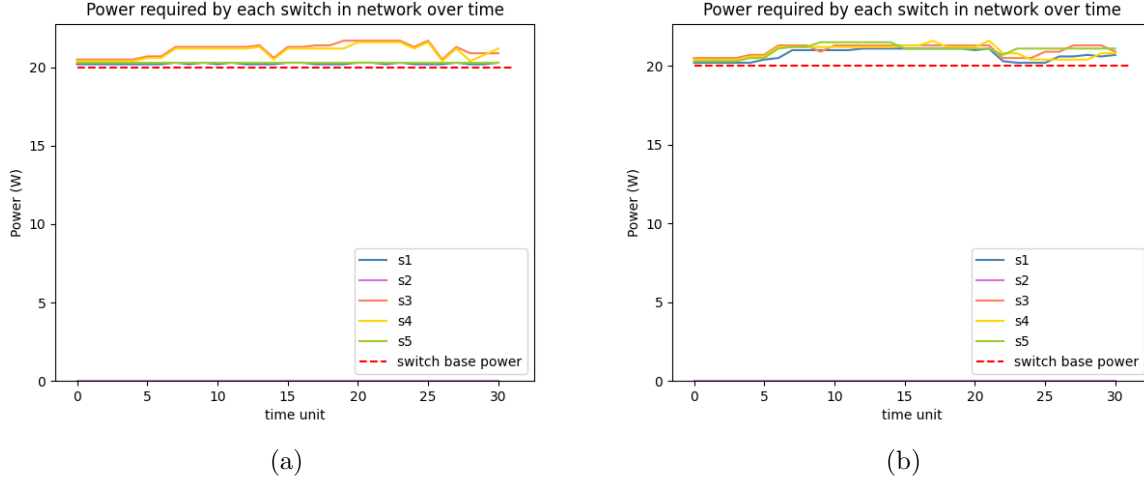 Power required by each switch in network over time
Power (W)
20
15
10
5
0
0 5 10 15 20 25 30
time unit
s1
s2
s3
s4
s5
switch base power
(a)
Power required by each switch in network over time
Power (W)
20
15
10
5
0
0 5 10 15 20 25 30
time unit
s1
s2
s3
s4
s5
switch base power
(b)